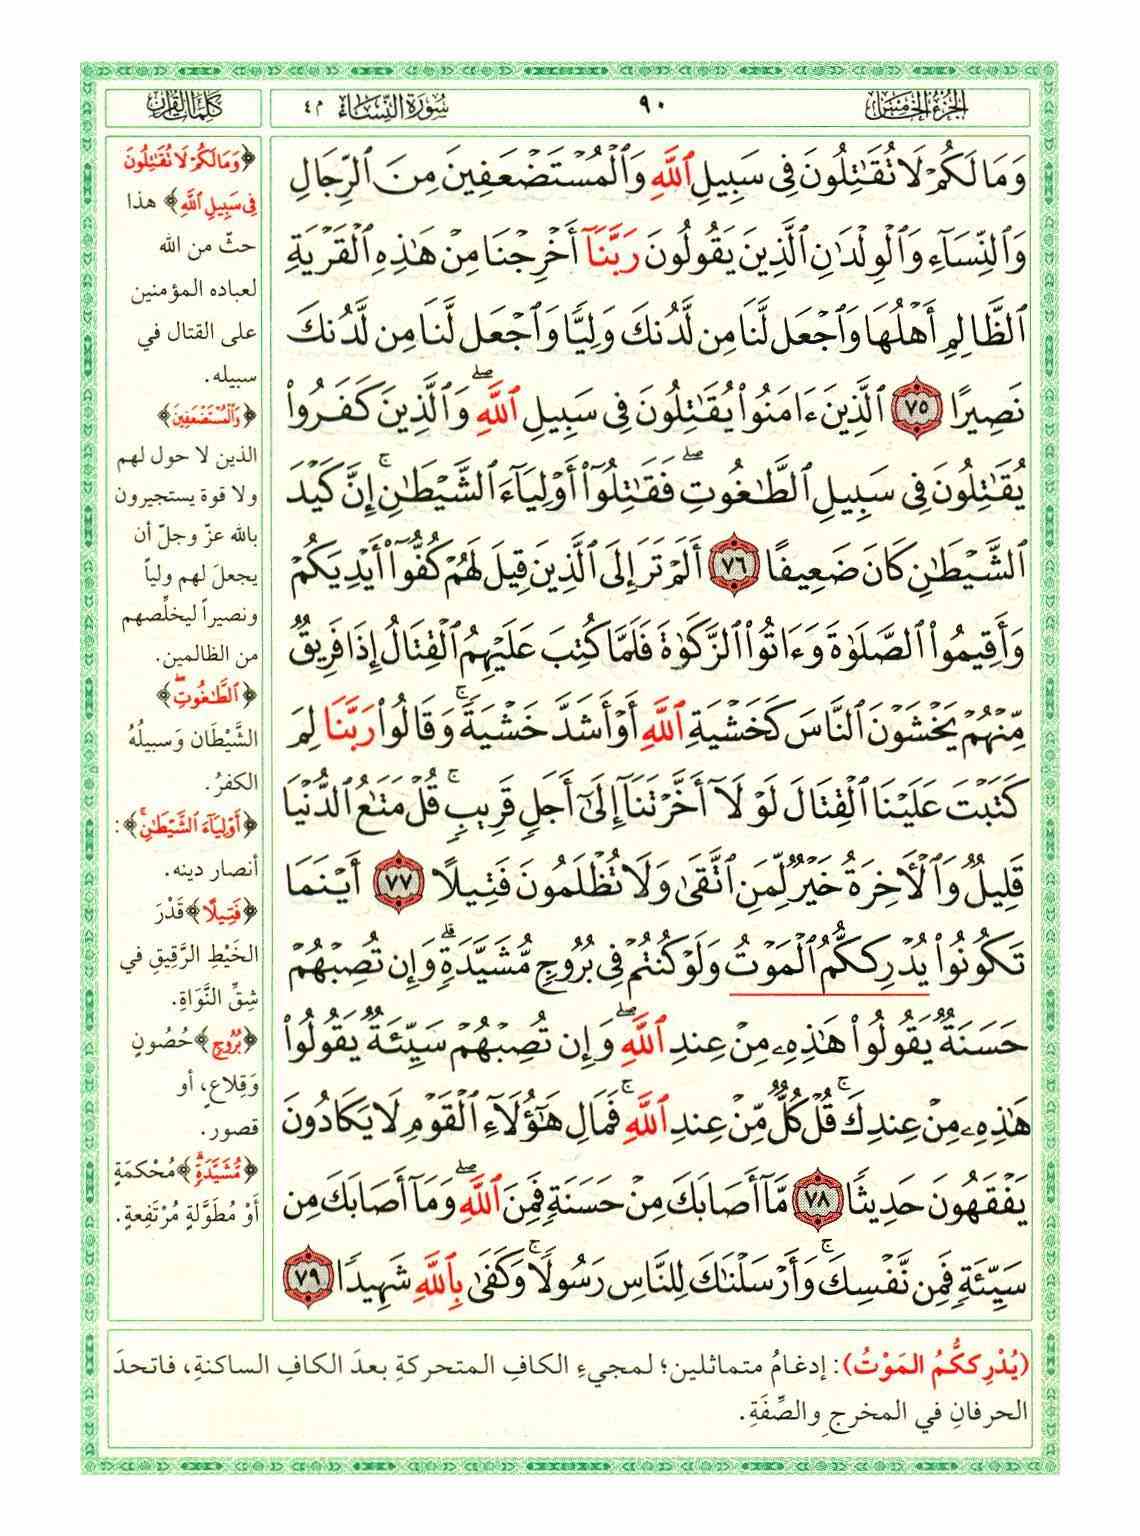 الجزء الخامس
٩٠
سورة النساء ٤م
كلمات القرآن
وَمَا لَكُمْ لَا تُقَٰتِلُونَ فِى سَبِيلِ ٱللَّهِ وَٱلْمُسْتَضْعَفِينَ مِنَ ٱلرِّجَالِ
وَٱلنِّسَآءِ وَٱلْوِلْدَٰنِ ٱلَّذِينَ يَقُولُونَ رَبَّنَآ أَخْرِجْنَا مِنْ هَٰذِهِ ٱلْقَرْيَةِ
ٱلظَّالِمِ أَهْلُهَا وَٱجْعَل لَّنَا مِن لَّدُنكَ وَلِيًّا وَٱجْعَل لَّنَا مِن لَّدُنكَ
نَصِيرًا ٧٥ ٱلَّذِينَ ءَامَنُوا۟ يُقَٰتِلُونَ فِى سَبِيلِ ٱللَّهِ ۖ وَٱلَّذِينَ كَفَرُوا۟
يُقَٰتِلُونَ فِى سَبِيلِ ٱلطَّٰغُوتِ ۖ فَقَٰتِلُوٓا۟ أَوْلِيَآءَ ٱلشَّيْطَٰنِ ۚ إِنَّ كَيْدَ
ٱلشَّيْطَٰنِ كَانَ ضَعِيفًا ٧٦ أَلَمْ تَرَ إِلَى ٱلَّذِينَ قِيلَ لَهُمْ كُفُّوٓا۟ أَيْدِيَكُمْ
وَأَقِيمُوا۟ ٱلصَّلَوٰةَ وَءَاتُوا۟ ٱلزَّكَوٰةَ فَلَمَّا كُتِبَ عَلَيْهِمُ ٱلْقِتَالُ إِذَا فَرِيقٌ
مِّنْهُمْ يَخْشَوْنَ ٱلنَّاسَ كَخَشْيَةِ ٱللَّهِ أَوْ أَشَدَّ خَشْيَةً ۚ وَقَالُوا۟ رَبَّنَا لِمَ
كَتَبْتَ عَلَيْنَا ٱلْقِتَالَ لَوْلَآ أَخَّرْتَنَآ إِلَىٰٓ أَجَلٍ قَرِيبٍ ۗ قُلْ مَتَٰعُ ٱلدُّنْيَا
قَلِيلٌ وَٱلْءَاخِرَةُ خَيْرٌ لِّمَنِ ٱتَّقَىٰ وَلَا تُظْلَمُونَ فَتِيلًا ٧٧ أَيْنَمَا
تَكُونُوا۟ يُدْرِككُّمُ ٱلْمَوْتُ وَلَوْ كُنتُمْ فِى بُرُوجٍ مُّشَيَّدَةٍ ۗ وَإِن تُصِبْهُمْ
حَسَنَةٌ يَقُولُوا۟ هَٰذِهِۦ مِنْ عِندِ ٱللَّهِ ۖ وَإِن تُصِبْهُمْ سَيِّئَةٌ يَقُولُوا۟
هَٰذِهِۦ مِنْ عِندِكَ ۚ قُلْ كُلٌّ مِّنْ عِندِ ٱللَّهِ ۖ فَمَالِ هَٰٓؤُلَآءِ ٱلْقَوْمِ لَا يَكَادُونَ
يَفْقَهُونَ حَدِيثًا ٧٨ مَّآ أَصَابَكَ مِنْ حَسَنَةٍ فَمِنَ ٱللَّهِ ۖ وَمَآ أَصَابَكَ مِن
سَيِّئَةٍ فَمِن نَّفْسِكَ ۚ وَأَرْسَلْنَٰكَ لِلنَّاسِ رَسُولًا ۚ وَكَفَىٰ بِٱللَّهِ شَهِيدًا ٧٩
﴿وَمَا لَكُمْ لَا تُقَٰتِلُونَ
فِى سَبِيلِ ٱللَّهِ﴾ هذا
حثّ من الله
لعباده المؤمنين
على القتال في
سبيله.
﴿وَٱلْمُسْتَضْعَفِينَ﴾
الذين لا حول لهم
ولا قوة يستجيرون
بالله عزّ وجلّ أن
يجعلَ لهم ولياً
ونصيراً ليخلِّصهم
من الظالمين.
﴿ٱلطَّٰغُوتِ ۖ﴾
الشَّيْطَان وَسبيلُهُ
الكفرُ.
﴿أَوْلِيَآءَ ٱلشَّيْطَٰنِ ۚ﴾:
أنصار دينه.
﴿فَتِيلًا﴾ قَدْرَ
الخَيْطِ الرَّقِيقِ في
شِقِّ النَّوَاةِ.
﴿بُرُوجٍ﴾ حُصُونٍ
وَقِلاعٍ، أو
قصور.
﴿مُّشَيَّدَةٍ ۗ﴾ مُحْكمَةٍ
أَوْ مُطَوَّلةٍ مُرْتَفِعةٍ.
(يُدْرِككُّمُ المَوْتُ): إدغامُ متماثلين؛ لمجيءِ الكافِ المتحركةِ بعدَ الكافِ الساكنةِ، فاتحدَ
الحرفانِ في المخرجِ والصِّفَةِ.